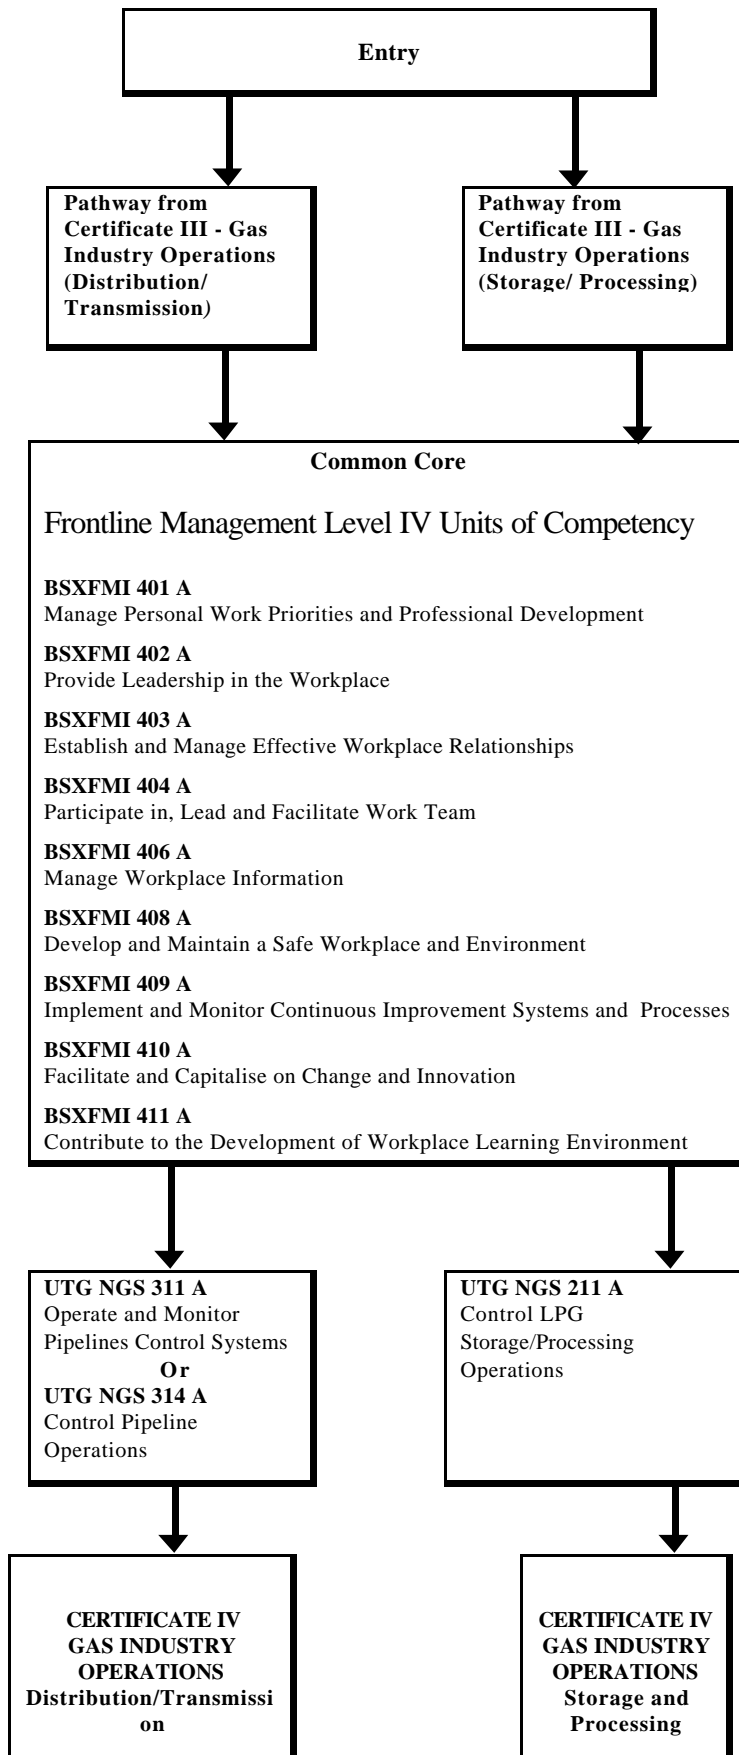 Entry
Pathway from
Certificate III - Gas
Industry Operations
(Distribution/
Transmission)
Pathway from
Certificate III - Gas
Industry Operations
(Storage/ Processing)
Common Core
Frontline Management Level IV Units of Competency
BSXFMI 401 A
Manage Personal Work Priorities and Professional Development
BSXFMI 402 A
Provide Leadership in the Workplace
BSXFMI 403 A
Establish and Manage Effective Workplace Relationships
BSXFMI 404 A
Participate in, Lead and Facilitate Work Team
BSXFMI 406 A
Manage Workplace Information
BSXFMI 408 A
Develop and Maintain a Safe Workplace and Environment
BSXFMI 409 A
Implement and Monitor Continuous Improvement Systems and Processes
BSXFMI 410 A
Facilitate and Capitalise on Change and Innovation
BSXFMI 411 A
Contribute to the Development of Workplace Learning Environment
UTG NGS 311 A
Operate and Monitor
Pipelines Control Systems
Or
UTG NGS 314 A
Control Pipeline
Operations
UTG NGS 211 A
Control LPG
Storage/Processing
Operations
CERTIFICATE IV
GAS INDUSTRY
OPERATIONS
Distribution/Transmissi
on
CERTIFICATE IV
GAS INDUSTRY
OPERATIONS
Storage and
Processing